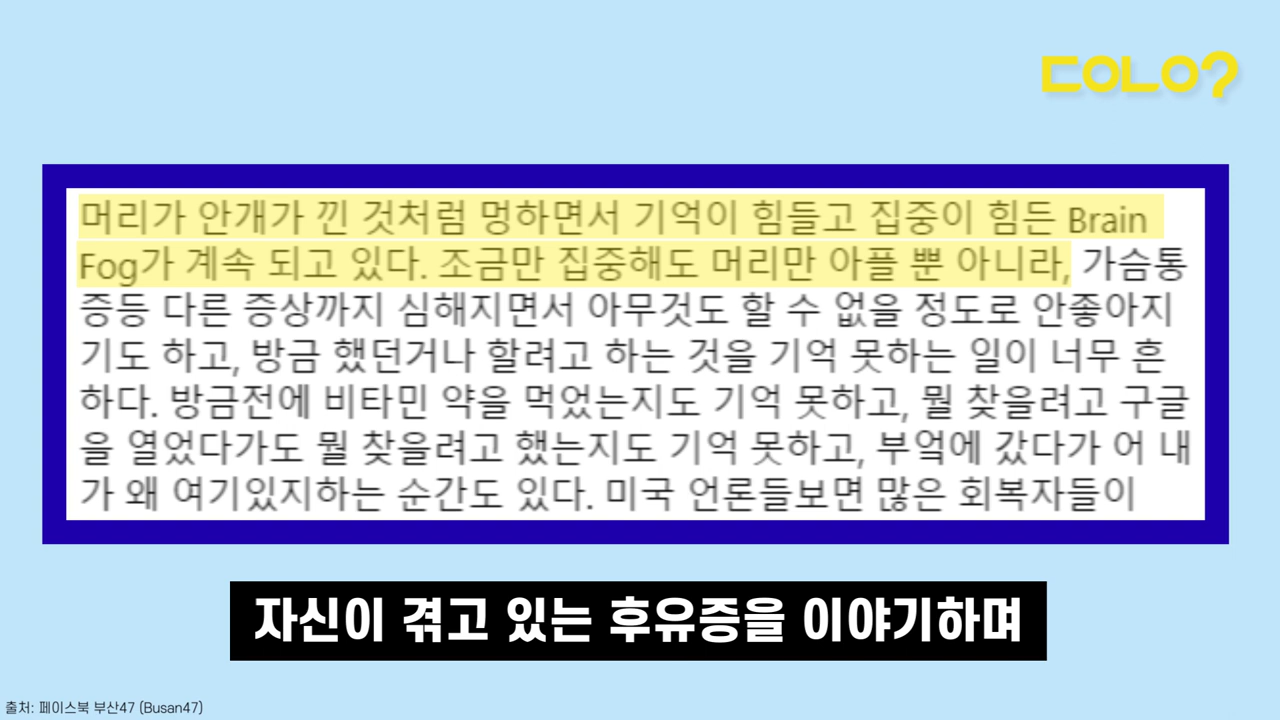 COLO?
머리가 안개가 낀 것처럼 멍하면서 기억이 힘들고 집중이 힘든 Brain
Fog가 계속 되고 있다. 조금만 집중해도 머리만 아플 뿐 아니라, 가슴통
증등 다른 증상까지 심해지면서 아무것도 할 수 없을 정도로 안좋아지
기도 하고, 방금 했던거나 할려고 하는 것을 기억 못하는 일이 너무 흔
하다. 방금전에 비타민 약을 먹었는지도 기억 못하고, 뭘 찾을려고 구글
을 열었다가도 뭘 찾을려고 했는지도 기억 못하고, 부엌에 갔다가 어 내
가 왜 여기있지하는 순간도 있다. 미국 언론들보면 많은 회복자들이
자신이 겪고 있는 후유증을 이야기하며
출처: 페이스북 부산47 (Busan47)